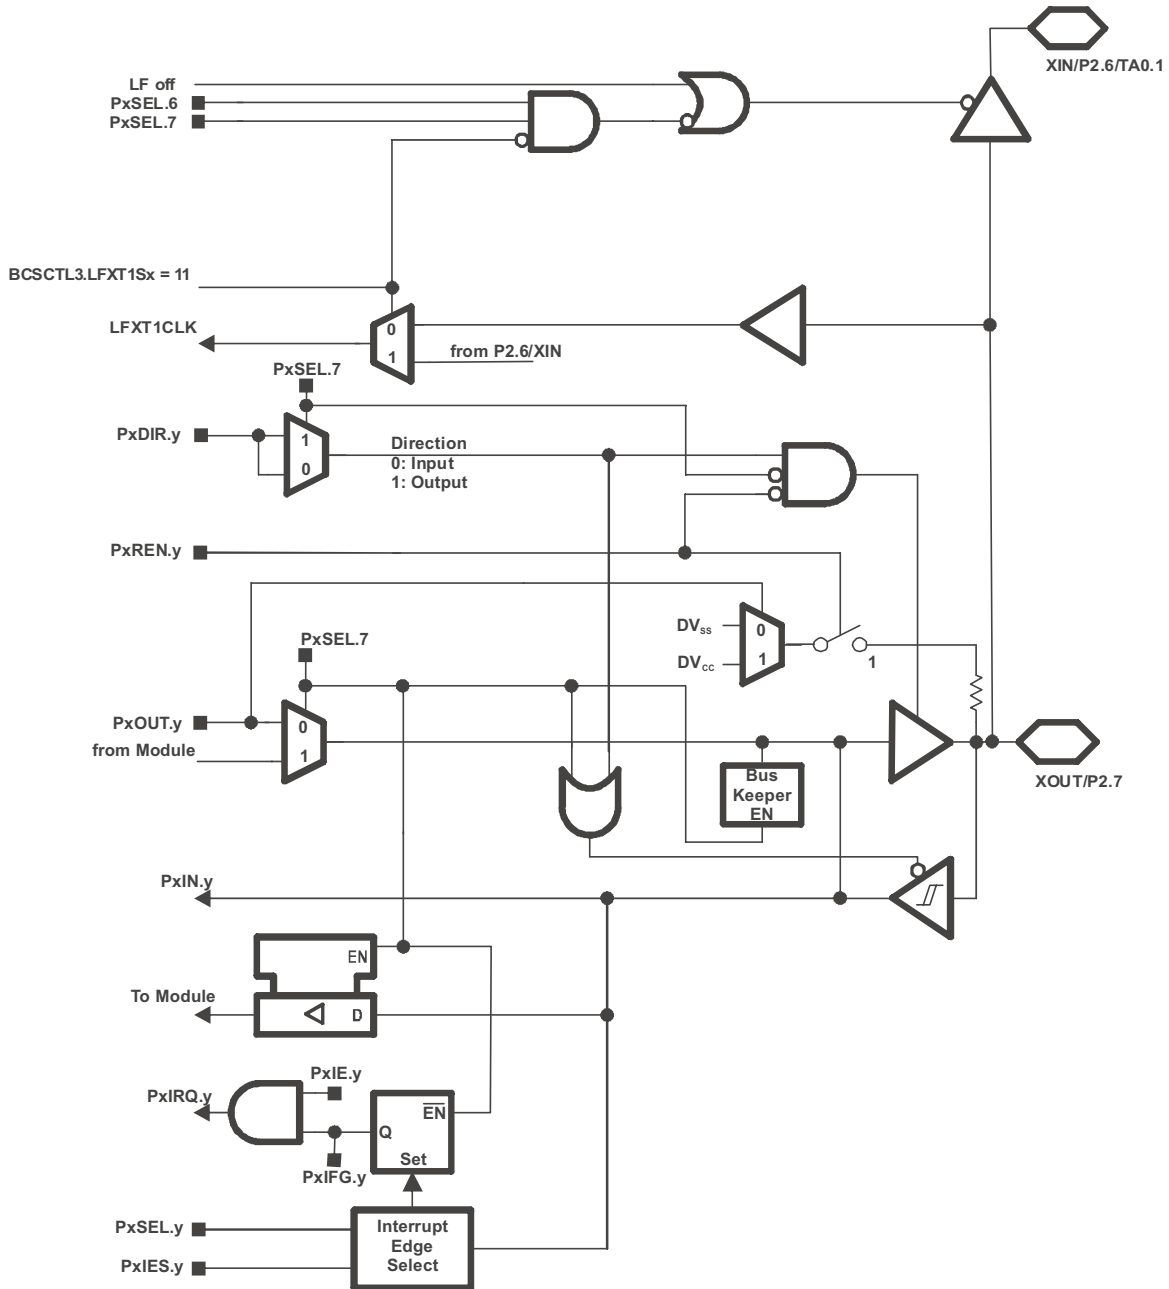 XIN/P2.6/TA0.1
LF off
PxSEL.6
PxSEL.7
BCSCTL3.LFXT1Sx = 11
LFXT1CLK
0
1
from P2.6/XIN
PxSEL.7
PxDIR.y
1
0
Direction
0: Input
1: Output
PxREN.y
DVSS
DVCC
0
1
1
PxSEL.7
PxOUT.y
from Module
0
1
Bus
Keeper
EN
XOUT/P2.7
PxIN.y
EN
To Module
D
PxIE.y
PxIRQ.y
EN
Q
Set
PxIFG.y
PxSEL.y
PxIES.y
Interrupt
Edge
Select